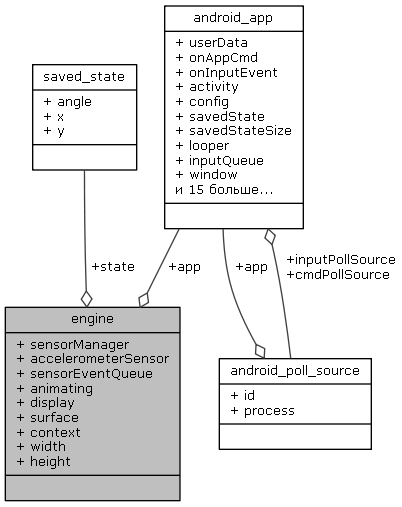 android_app
+ userData
+ onAppCmd
+ onInputEvent
+ activity
+ config
+ savedState
+ savedStateSize
+ looper
+ inputQueue
+ window
и 15 больше...
saved_state
+ angle
+ x
+ y
+state
+app
+app
+inputPollSource
+cmdPollSource
engine
+ sensorManager
+ accelerometerSensor
+ sensorEventQueue
+ animating
+ display
+ surface
+ context
+ width
+ height
android_poll_source
+ id
+ process